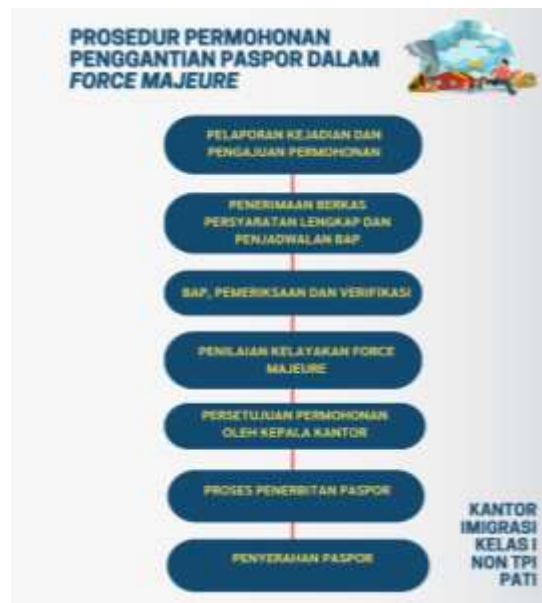 PROSEDUR PERMOHONAN
PENGGANTIAN PASPOR DALAM
FORCE MAJEURE
PELAPORAN KEJADIAN DAN
PENGAJUAN PERMOHONAN
PENERIMAAN BERKAS
PERSYARATAN LENGKAP DAN
PENJADWALAN BAP
BAP, PEMERIKSAAN DAN VERIFIKASI
PENILAIAN KELAYAKAN FORCE
MAJEURE
PERSETUJUAN PERMOHONAN
OLEH KEPALA KANTOR
PROSES PENERBITAN PASPOR
PENYERAHAN PASPOR
KANTOR
IMIGRASI
KELAS I
NON TPI
PATI